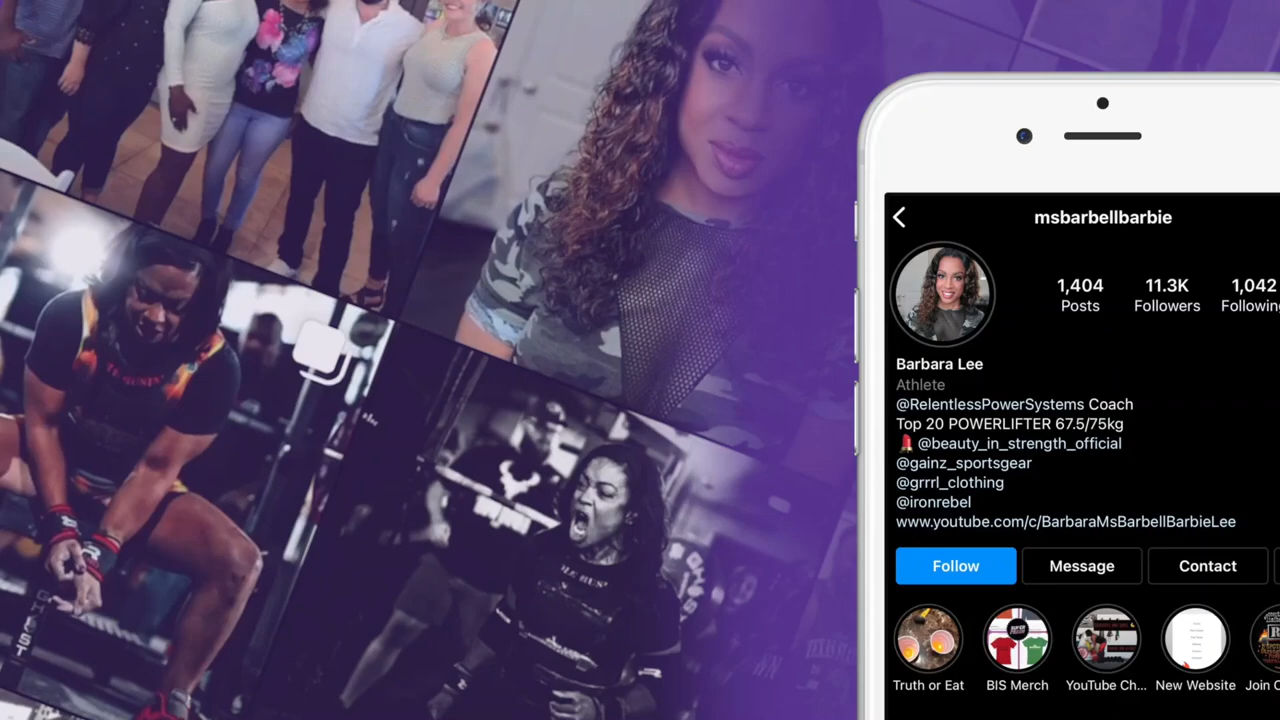 msbarbellbarbie
1,404 11.3K 1,042
Posts Followers Following
Barbara Lee
Athlete
@RelentlessPowerSystems Coach
Top 20 POWERLIFTER 67.5/75kg
@beauty_in_strength_official
@gainz_sportsgear
@grrrl_clothing
@ironrebel
www.youtube.com/c/BarbaraMsBarbellBarbieLee
Follow Message Contact
Truth or Eat BIS Merch YouTube Ch... New Website Join